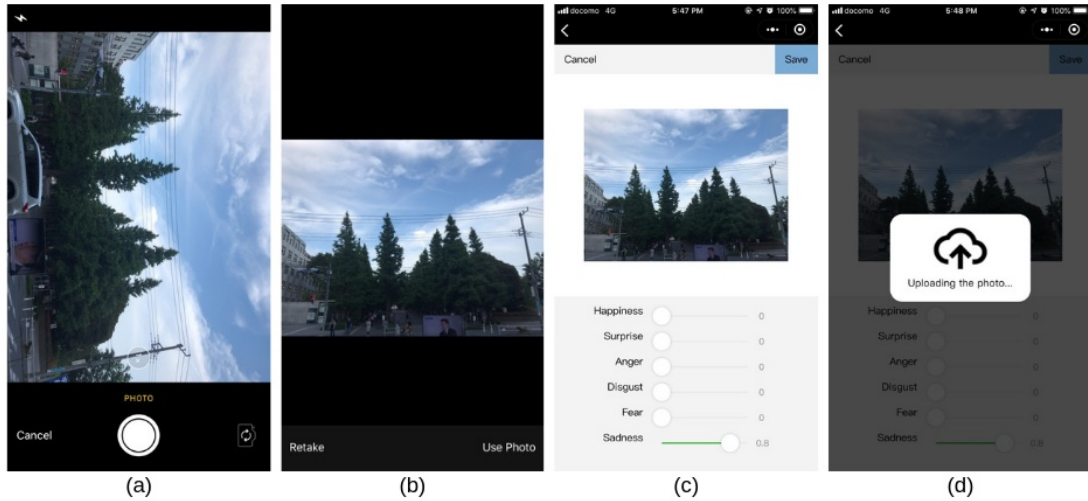 PHOTO
Cancel
Retake
Use Photo
docomo 4G
5:47 PM
100%
Cancel
Save
Happiness 0
Surprise 0
Anger 0
Disgust 0
Fear 0
Sadness 0.8
docomo 4G
5:48 PM
100%
Cancel
Save
Uploading the photo...
Happiness 0
Surprise 0
Anger 0
Disgust 0
Fear 0
Sadness 0.8
(a)
(b)
(c)
(d)